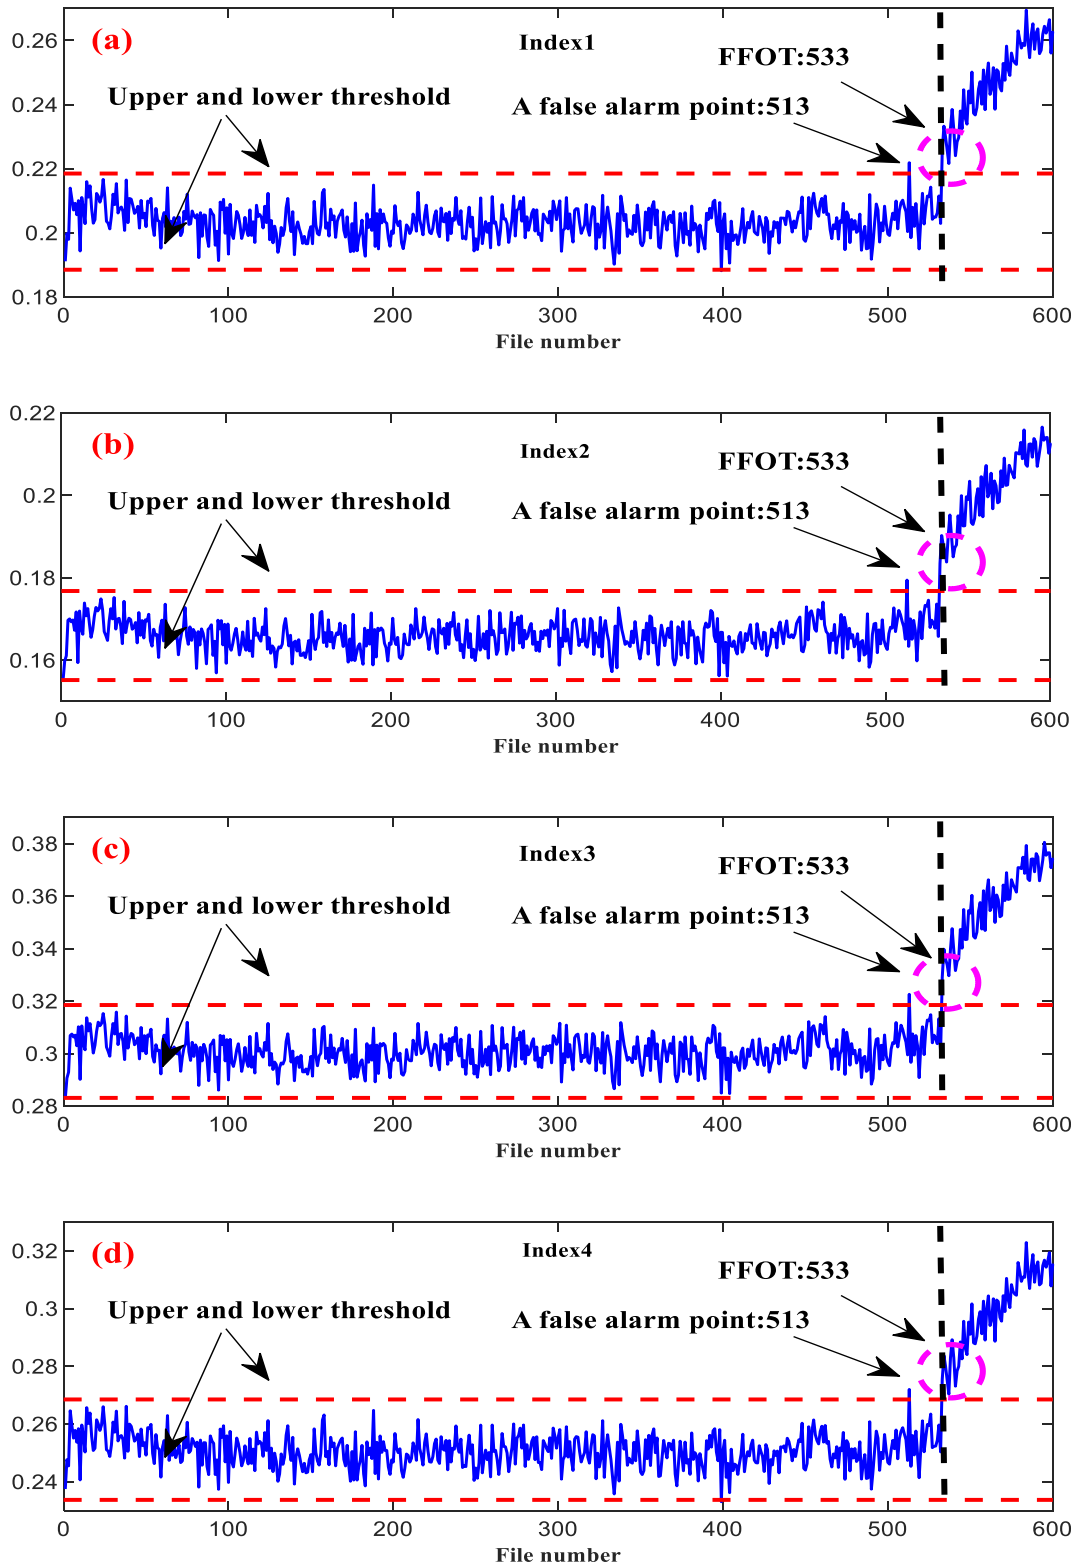 (a)
Index1
FFOT:533
Upper and lower threshold
A false alarm point:513
0.26
0.24
0.22
0.2
0.18
0 100 200 300 400 500 600
File number
(b)
Index2
FFOT:533
Upper and lower threshold
A false alarm point:513
0.22
0.2
0.18
0.16
0 100 200 300 400 500 600
File number
(c)
Index3
FFOT:533
Upper and lower threshold
A false alarm point:513
0.38
0.36
0.34
0.32
0.3
0.28
0 100 200 300 400 500 600
File number
(d)
Index4
FFOT:533
Upper and lower threshold
A false alarm point:513
0.32
0.3
0.28
0.26
0.24
0 100 200 300 400 500 600
File number